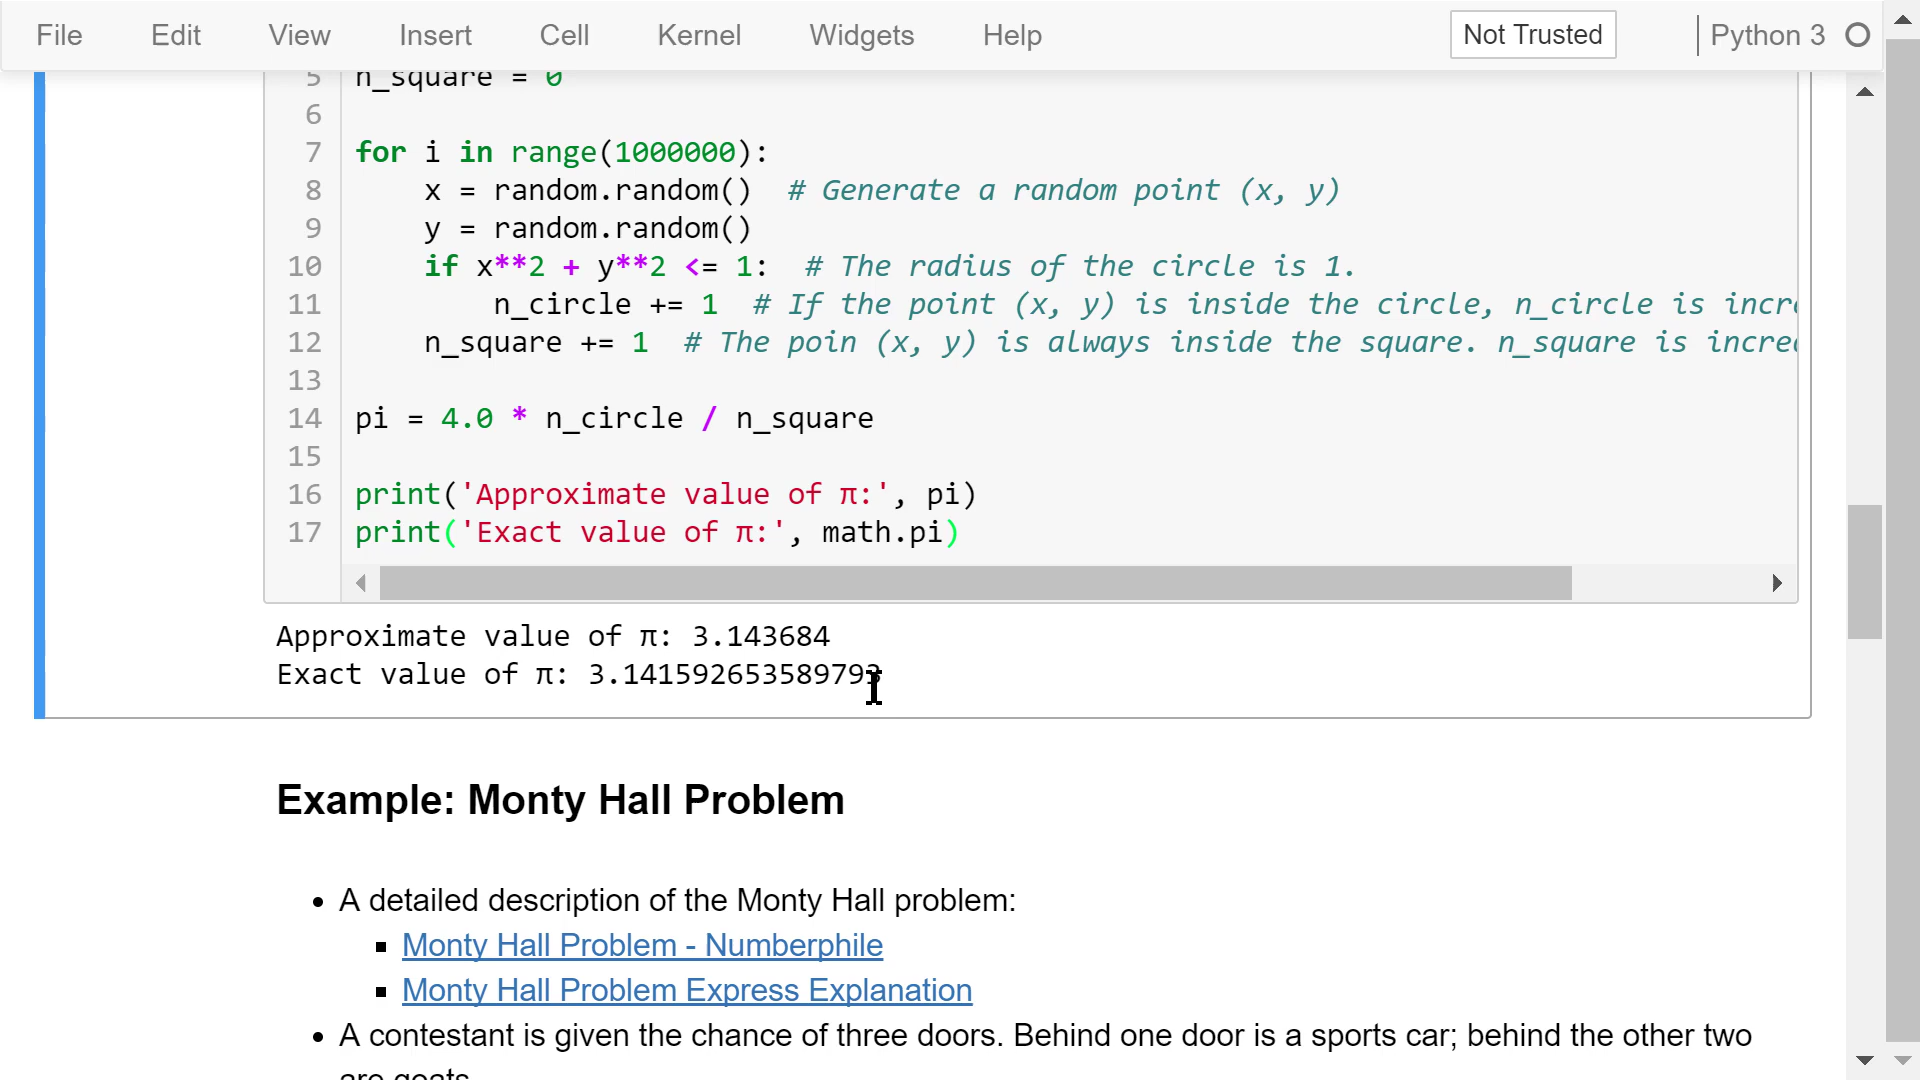 File Edit View Insert Cell Kernel Widgets Help Not Trusted Python 3
5 n_square = 0
6
7 for i in range(1000000):
8     x = random.random()  # Generate a random point (x, y)
9     y = random.random()
10     if x**2 + y**2 <= 1:  # The radius of the circle is 1.
11         n_circle += 1  # If the point (x, y) is inside the circle, n_circle is incre
12     n_square += 1  # The poin (x, y) is always inside the square. n_square is increa
13
14 pi = 4.0 * n_circle / n_square
15
16 print('Approximate value of π:', pi)
17 print('Exact value of π:', math.pi)
Approximate value of π: 3.143684
Exact value of π: 3.141592653589793
Example: Monty Hall Problem
• A detailed description of the Monty Hall problem:
▪ Monty Hall Problem - Numberphile
▪ Monty Hall Problem Express Explanation
• A contestant is given the chance of three doors. Behind one door is a sports car; behind the other two
are goats.